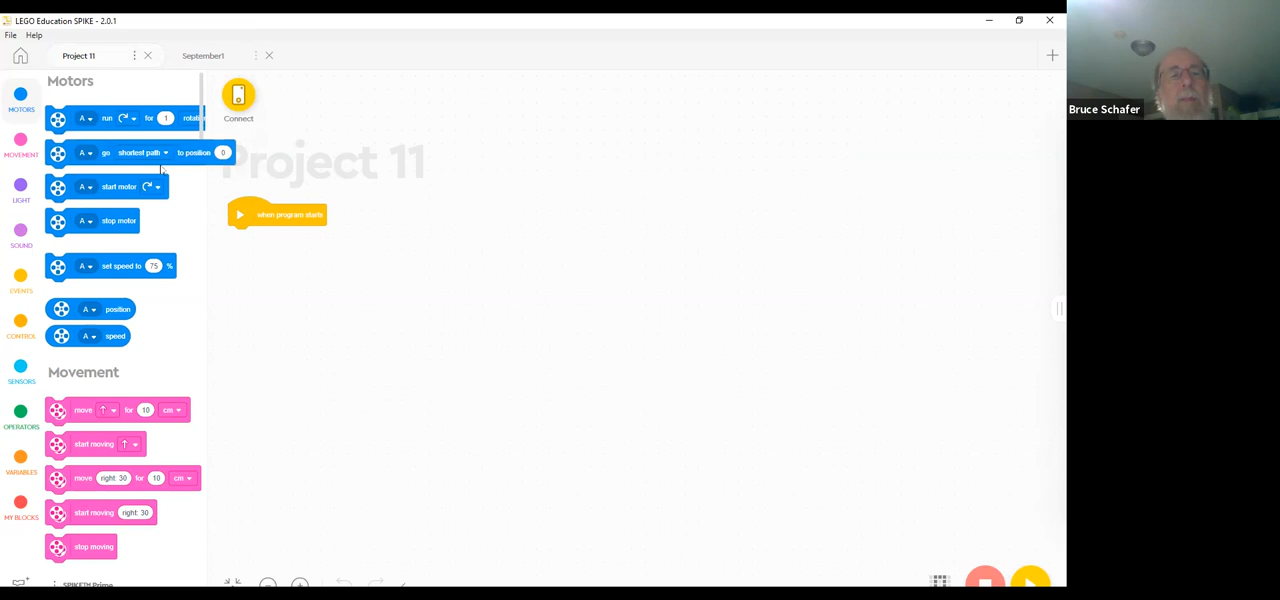 LEGO Education SPIKE - 2.0.1
File Help
Project 11
September1
MOTORS
MOVEMENT
LIGHT
SOUND
EVENTS
CONTROL
SENSORS
OPERATORS
VARIABLES
MY BLOCKS
Motors
A run for 1
A go shortest path to position 0
A start motor
A stop motor
A set speed to 75 %
A position
A speed
Movement
move for 10 cm
start moving
move right: 30 for 10 cm
start moving right: 30
stop moving
SPIKE™ Prime
Connect
Project 11
when program starts
Bruce Schafer